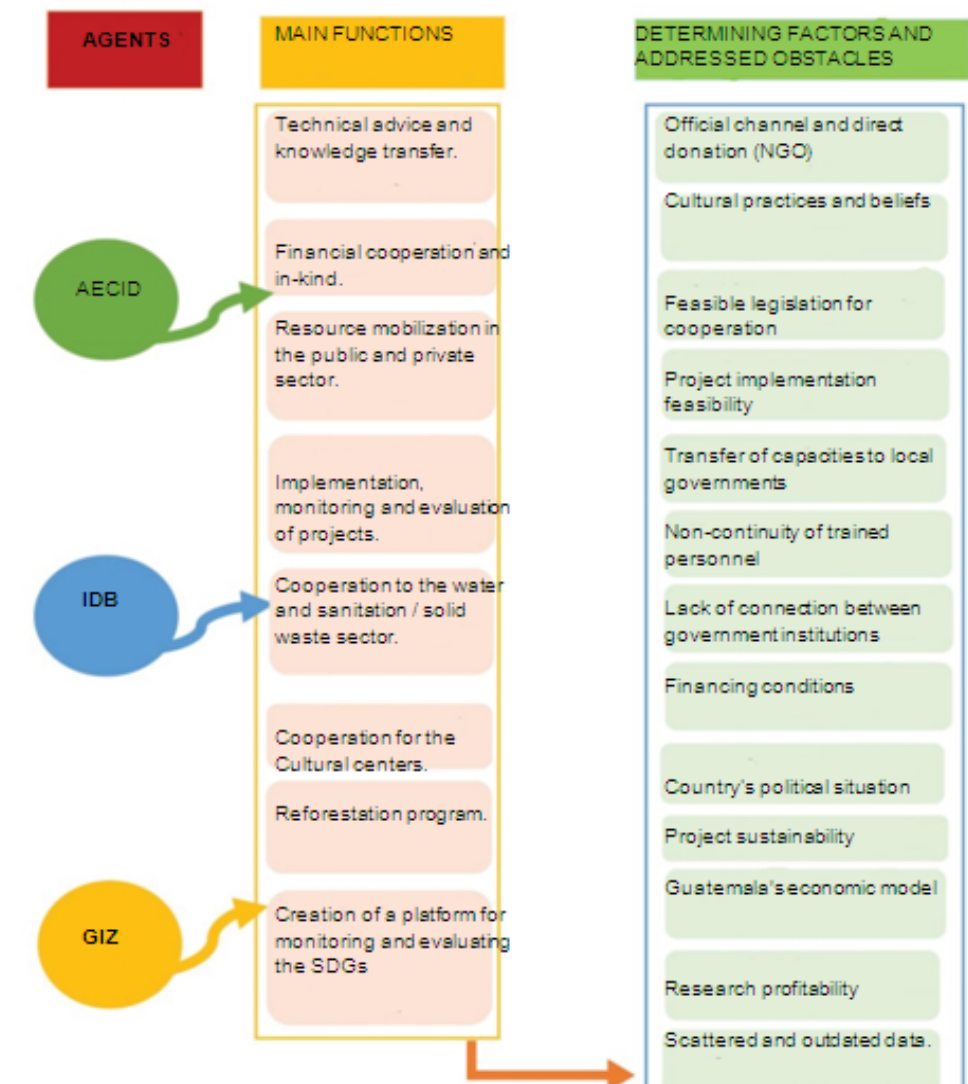 AGENTS
MAIN FUNCTIONS
DETERMINING FACTORS AND
ADDRESSED OBSTACLES
AECID
IDB
GIZ
Technical advice and
knowledge transfer.
Financial cooperation and
in-kind.
Resource mobilization in
the public and private
sector.
Implementation,
monitoring and evaluation
of projects.
Cooperation to the water
and sanitation / solid
waste sector.
Cooperation for the
Cultural centers.
Reforestation program.
Creation of a platform for
monitoring and evaluating
the SDGs
Official channel and direct
donation (NGO)
Cultural practices and beliefs
Feasible legislation for
cooperation
Project implementation
feasibility
Transfer of capacities to local
governments
Non-continuity of trained
personnel
Lack of connection between
government institutions
Financing conditions
Country's political situation
Project sustainability
Guatemala's economic model
Research profitability
Scattered and outdated data.